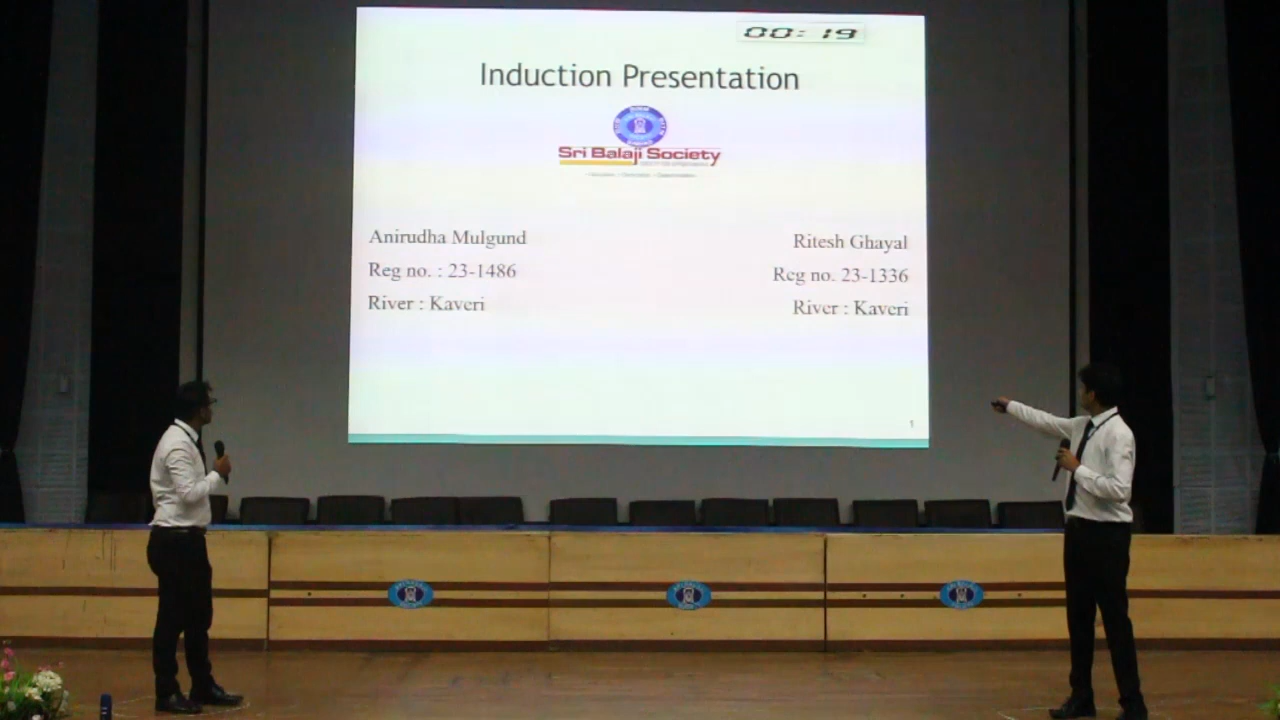 00: 19
Induction Presentation
Sri Balaji Society
Anirudha Mulgund
Reg no. : 23-1486
River : Kaveri
Ritesh Ghayal
Reg no. 23-1336
River : Kaveri
1